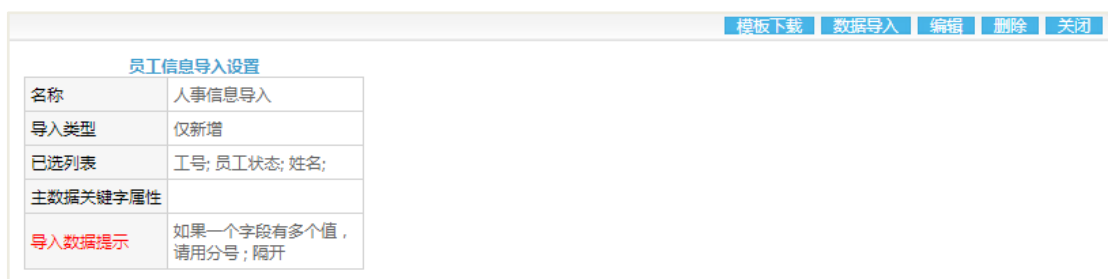 模板下载 数据导入 编辑 删除 关闭
员工信息导入设置
名称 人事信息导入
导入类型 仅新增
已选列表 工号; 员工状态; 姓名;
主数据关键字属性
导入数据提示 如果一个字段有多个值，
请用分号 ; 隔开